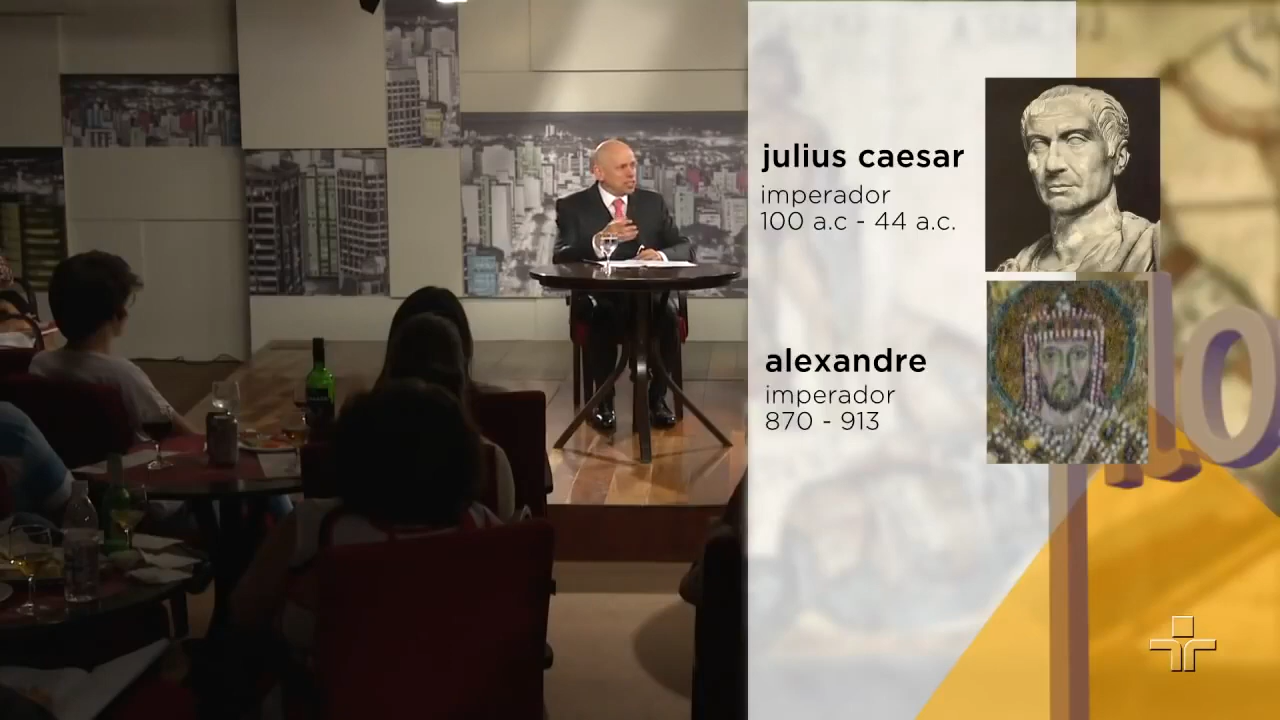 julius caesar
imperador
100 a.c - 44 a.c.
alexandre
imperador
870 - 913